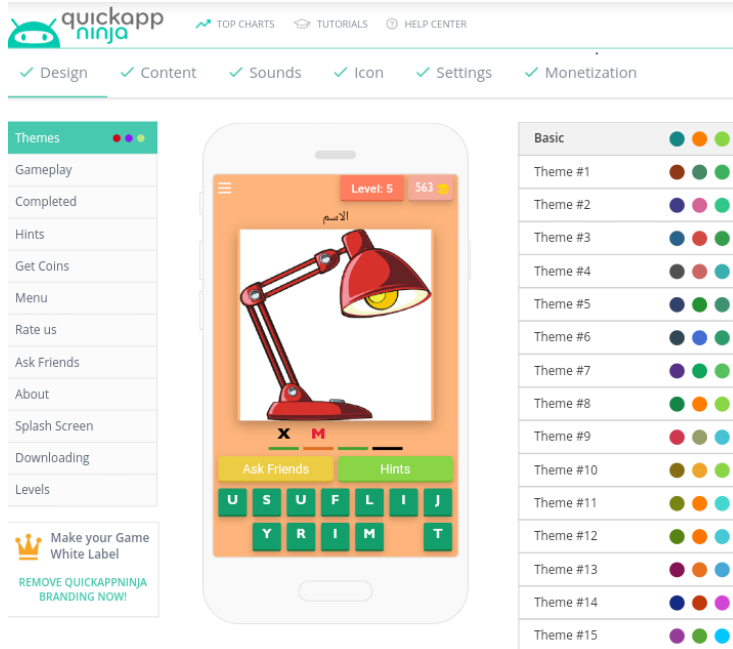 quickapp
ninja
TOP CHARTS
TUTORIALS
HELP CENTER
Design
Content
Sounds
Icon
Settings
Monetization
Themes
Gameplay
Completed
Hints
Get Coins
Menu
Rate us
Ask Friends
About
Splash Screen
Downloading
Levels
Make your Game
White Label
REMOVE QUICKAPPNINJA
BRANDING NOW!
Level: 5
563
الاسم
X M
Ask Friends
Hints
U S U F L I J
Y R I M T
Basic
Theme #1
Theme #2
Theme #3
Theme #4
Theme #5
Theme #6
Theme #7
Theme #8
Theme #9
Theme #10
Theme #11
Theme #12
Theme #13
Theme #14
Theme #15